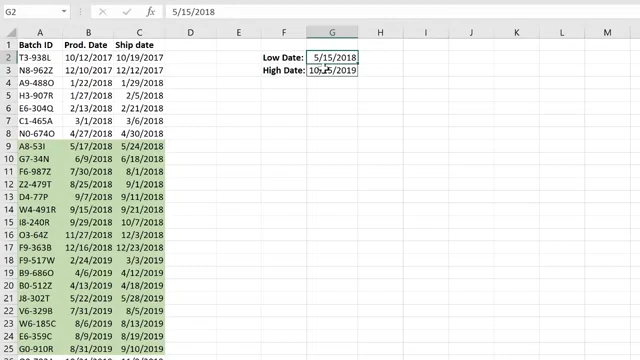 G2 fx 5/15/2018
A B C D E F G H I J K L
1 Batch ID Prod. Date Ship date
2 T3-938L 10/12/2017 10/19/2017 Low Date: 5/15/2018
3 N8-962Z 12/10/2017 12/12/2017 High Date:
4 A9-488O 1/22/2018 1/29/2018
5 H3-907R 1/27/2018 2/5/2018
6 E6-304Q 2/13/2018 2/21/2018
7 C1-465A 3/1/2018 3/6/2018
8 N0-674O 4/27/2018 4/30/2018
9 A8-53I 5/17/2018 5/24/2018
10 G7-34N 6/9/2018 6/18/2018
11 F6-987Z 7/30/2018 8/1/2018
12 Z2-479T 8/25/2018 9/1/2018
13 D4-77P 9/7/2018 9/11/2018
14 W4-491R 9/15/2018 9/21/2018
15 I8-240R 9/29/2018 10/7/2018
16 O3-64Z 11/27/2018 12/3/2018
17 F9-363B 12/16/2018 12/23/2018
18 F9-517W 2/24/2019 3/3/2019
19 B9-686O 4/6/2019 4/12/2019
20 B0-512Z 4/13/2019 4/18/2019
21 J8-302T 5/22/2019 5/28/2019
22 V6-329B 7/31/2019 8/5/2019
23 W6-185C 8/6/2019 8/13/2019
24 E6-359C 8/9/2019 8/19/2019
25 G0-910R 8/31/2019 9/10/2019